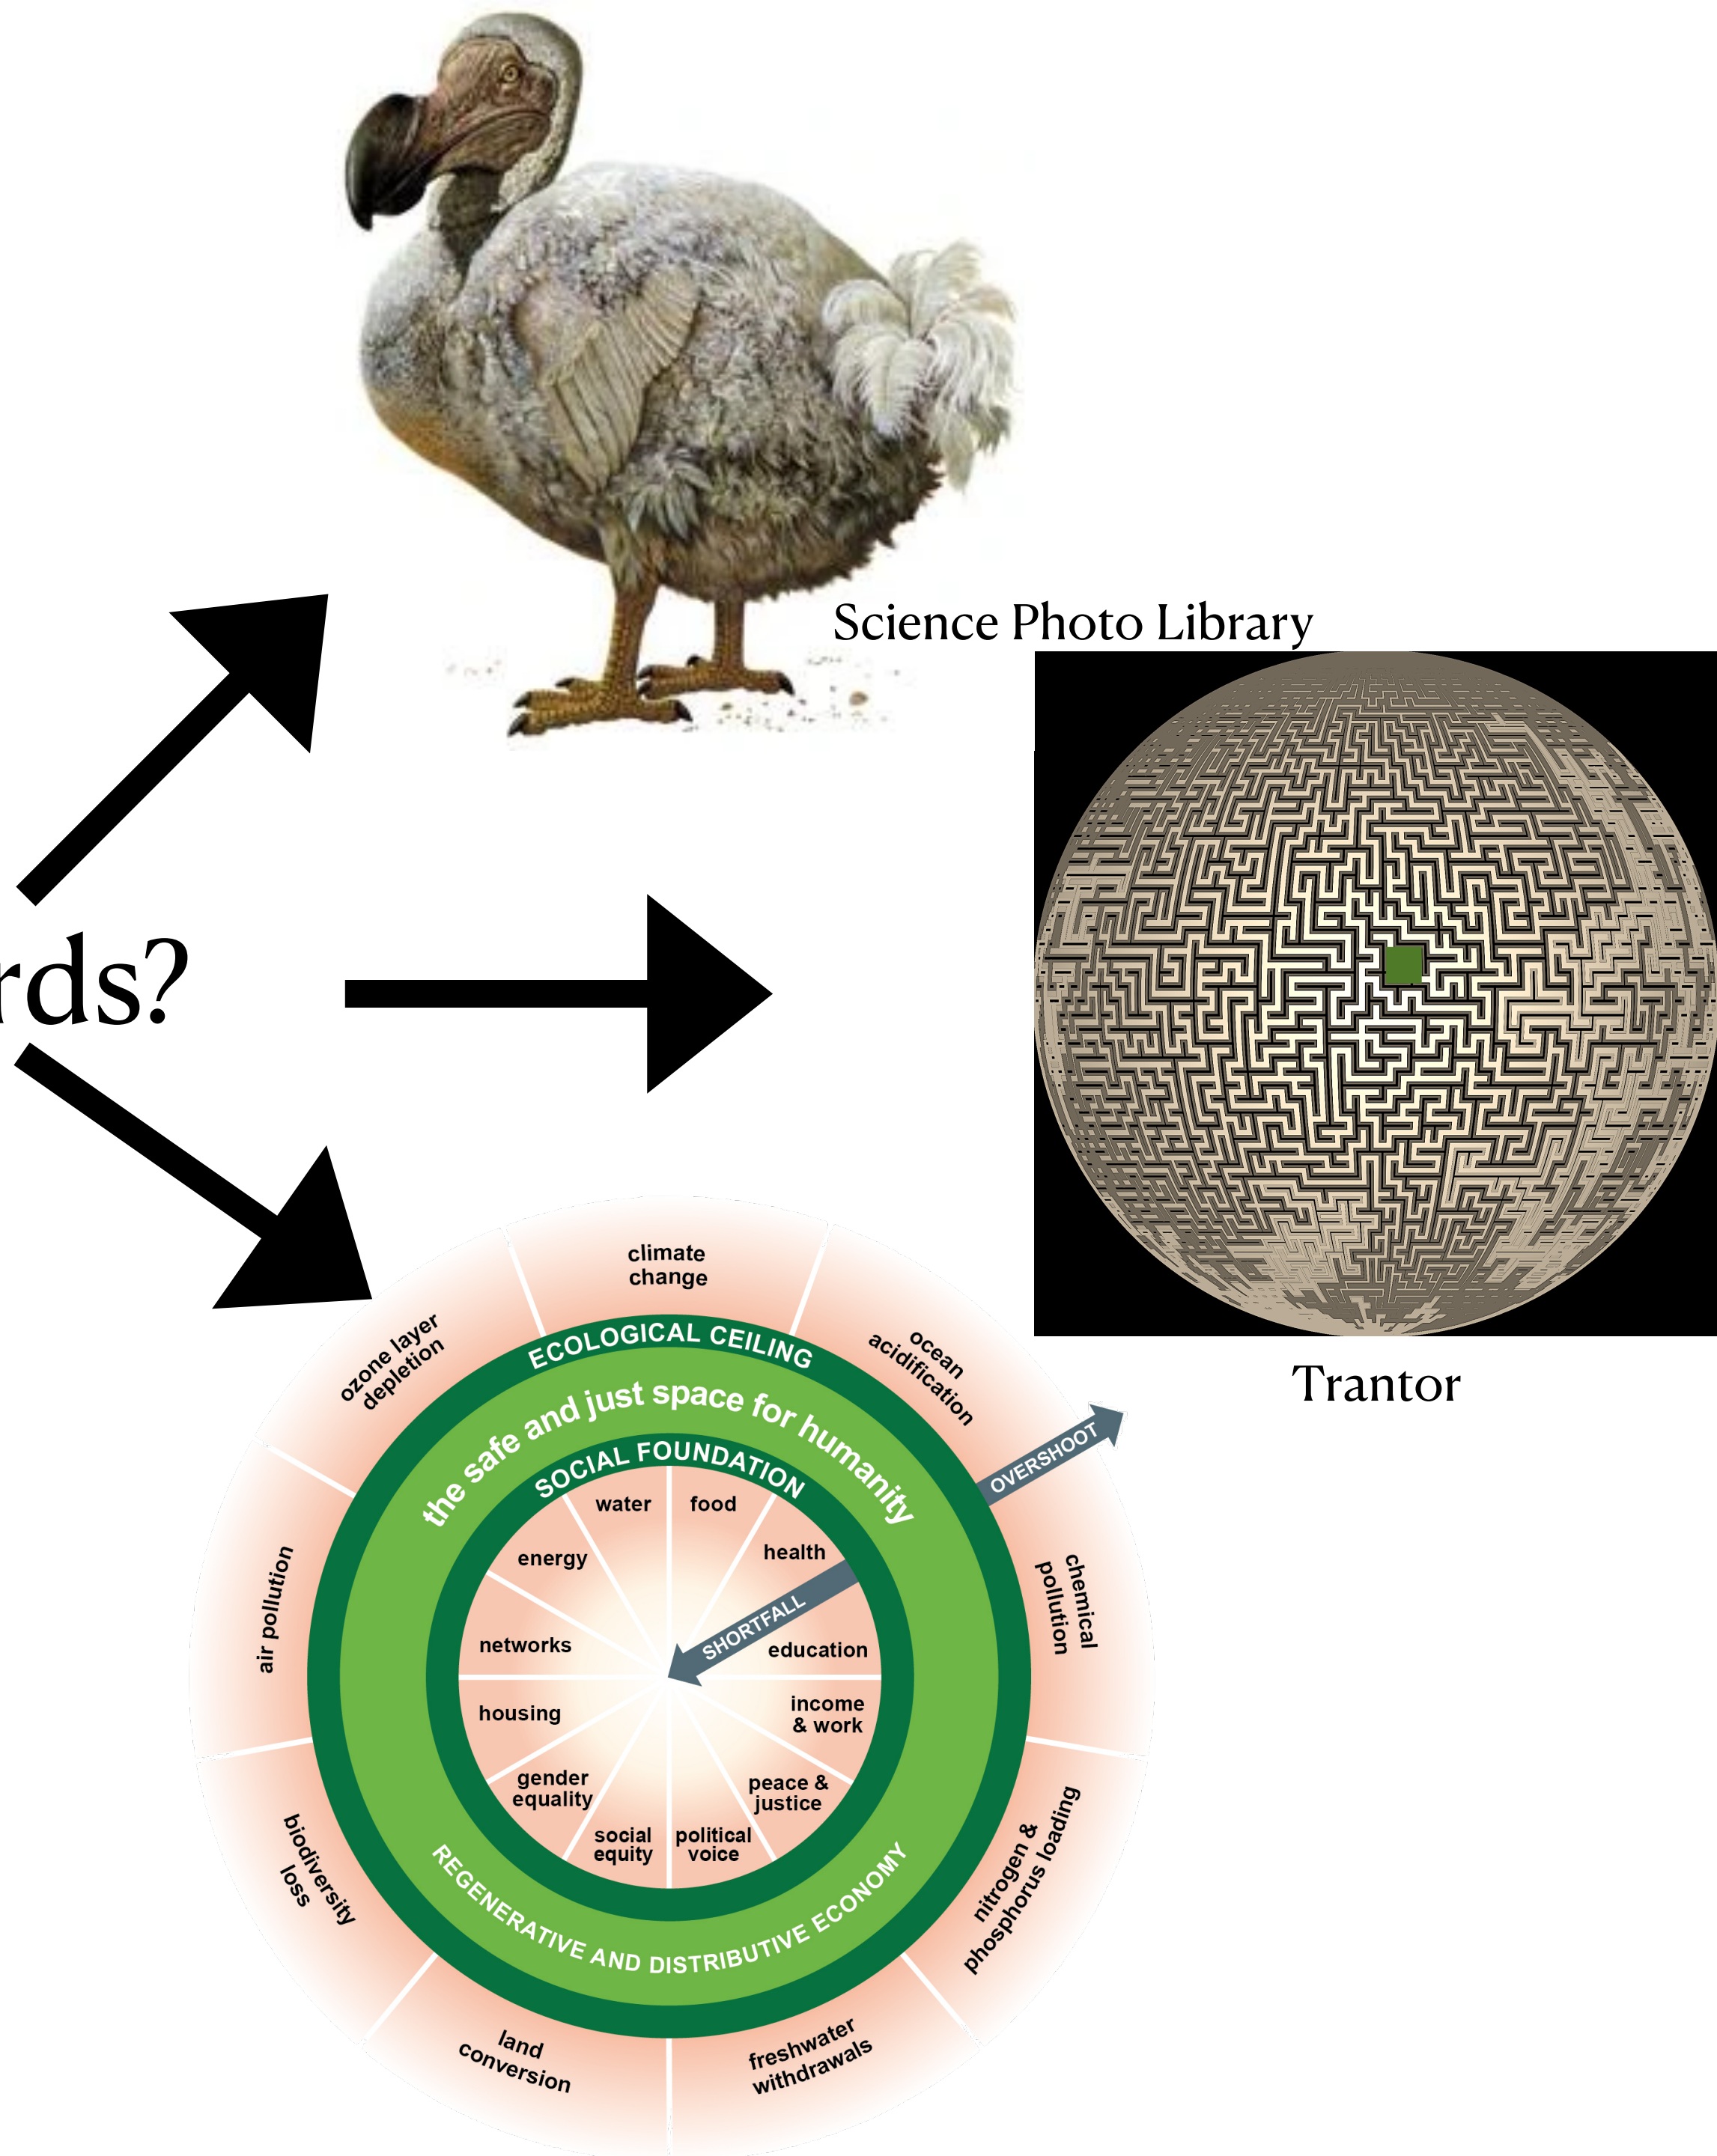 Science Photo Library
rds?
Trantor
climate
change
ozone layer
depletion
ocean
acidification
ECOLOGICAL CEILING
the safe and just space for humanity
SOCIAL FOUNDATION
OVERSHOOT
water
food
energy
health
SHORTFALL
air pollution
chemical
pollution
networks
education
housing
income
& work
gender
equality
peace &
justice
social
equity
political
voice
biodiversity
loss
nitrogen &
phosphorus loading
REGENERATIVE AND DISTRIBUTIVE ECONOMY
land
conversion
freshwater
withdrawals